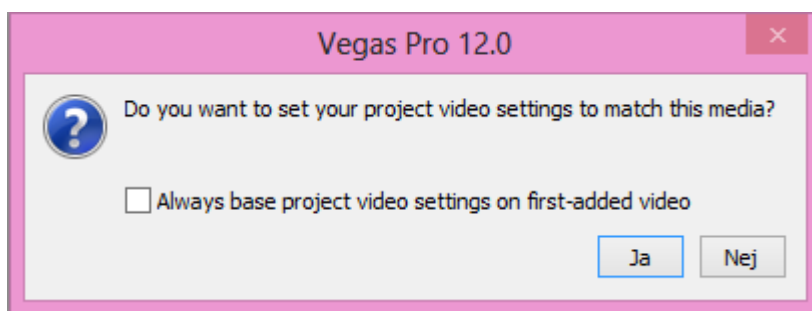 Vegas Pro 12.0
Do you want to set your project video settings to match this media?
Always base project video settings on first-added video
Ja Nej